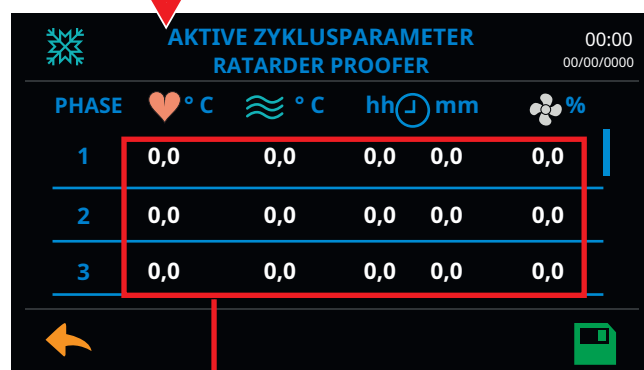 AKTIVE ZYKLUSPARAMETER 00:00
RATARDER PROOFER 00/00/0000
PHASE ° C ° C hh mm %
1 0,0 0,0 0,0 0,0 0,0
2 0,0 0,0 0,0 0,0 0,0
3 0,0 0,0 0,0 0,0 0,0